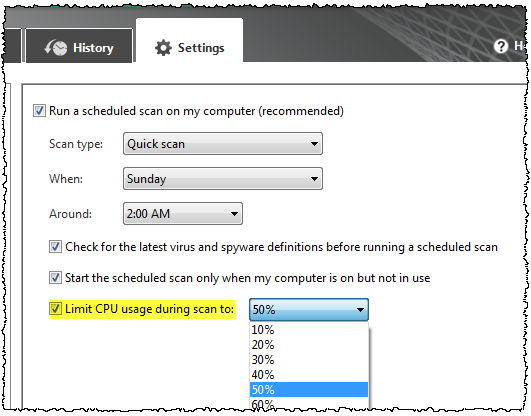 History
Settings
Run a scheduled scan on my computer (recommended)
Scan type:
Quick scan
When:
Sunday
Around:
2:00 AM
Check for the latest virus and spyware definitions before running a scheduled scan
Start the scheduled scan only when my computer is on but not in use
Limit CPU usage during scan to:
50%
10%
20%
30%
40%
50%
60%